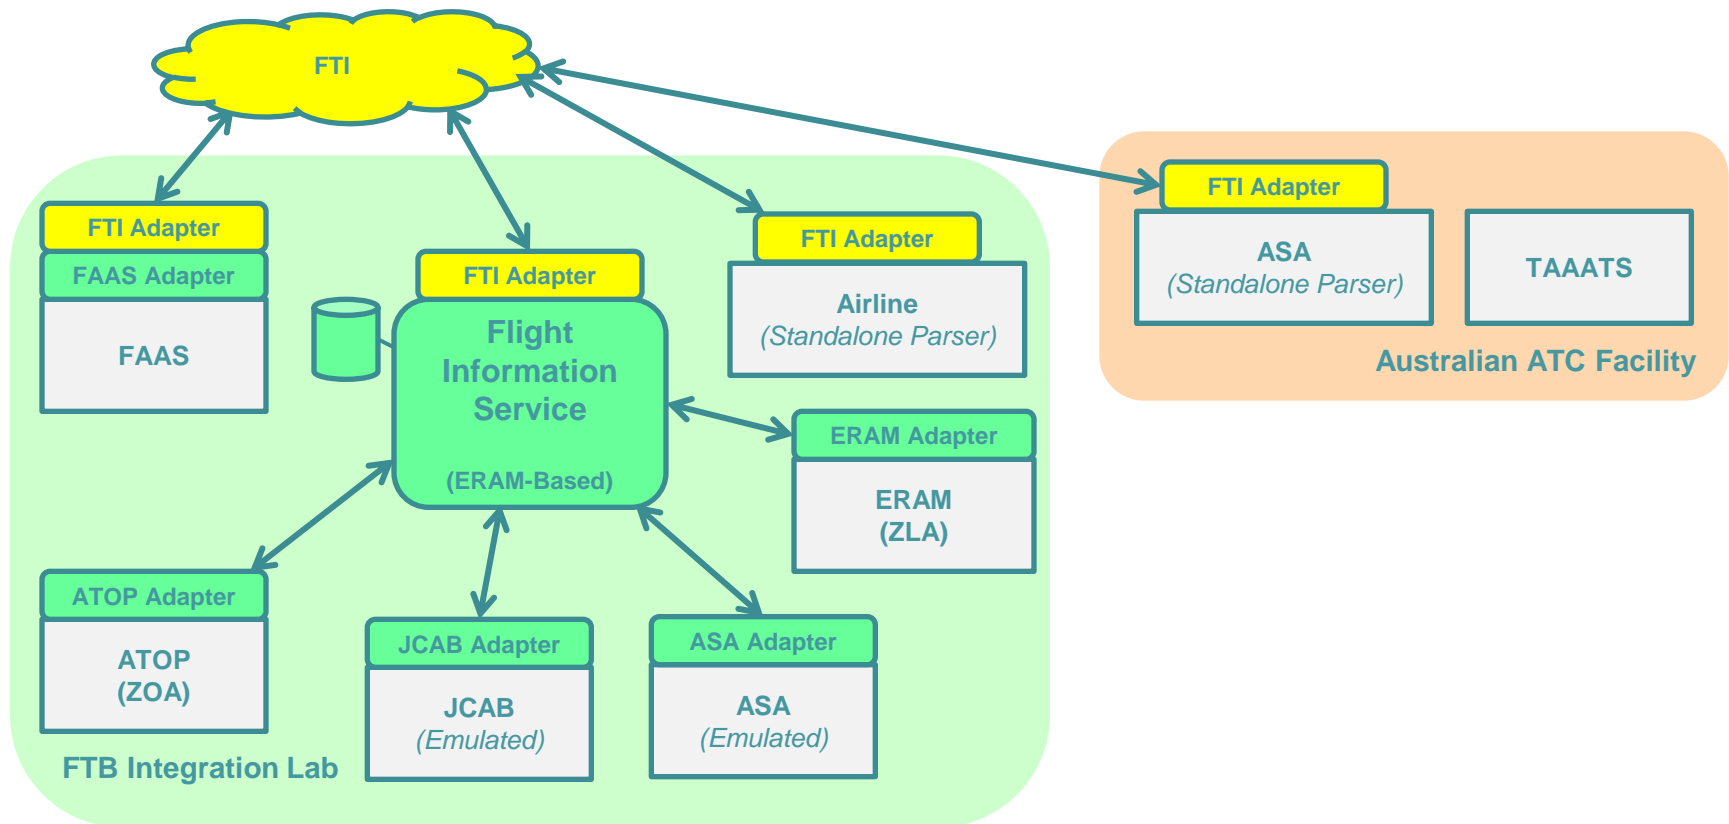 FTI
FTI Adapter
FAAS Adapter
FAAS
FTI Adapter
Flight
Information
Service
(ERAM-Based)
FTI Adapter
Airline
(Standalone Parser)
FTI Adapter
ASA
(Standalone Parser)
TAAATS
Australian ATC Facility
ERAM Adapter
ERAM
(ZLA)
ATOP Adapter
ATOP
(ZOA)
JCAB Adapter
JCAB
(Emulated)
ASA Adapter
ASA
(Emulated)
FTB Integration Lab